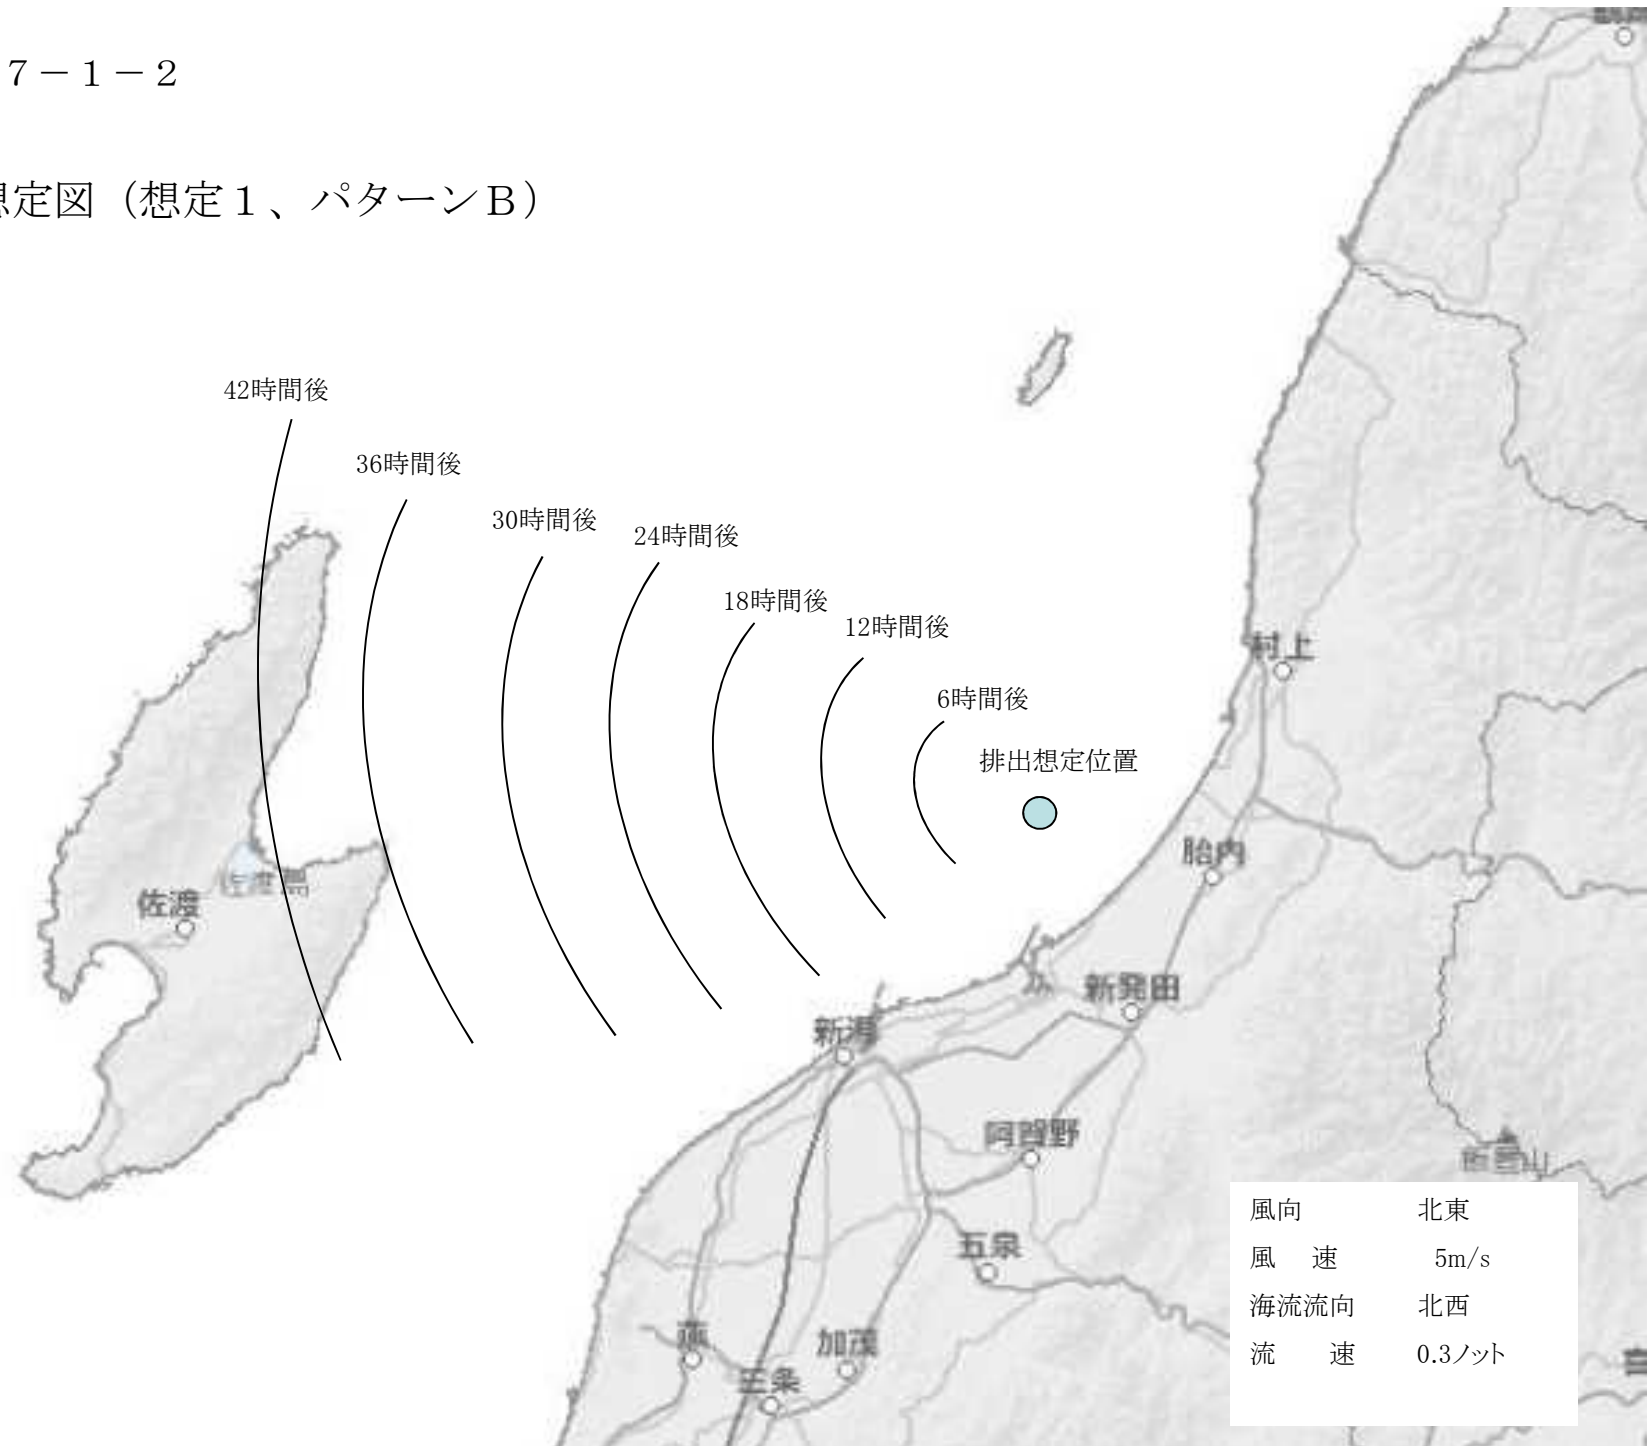 ７－１－２
想定図（想定１、パターンＢ）
42時間後
36時間後
30時間後
24時間後
18時間後
12時間後
6時間後
排出想定位置
村上
胎内
佐渡
新発田
新潟
阿賀野
飯豊山
五泉
加茂
燕
三条
風向 北東
風 速 5m/s
海流流向 北西
流 速 0.3ノット